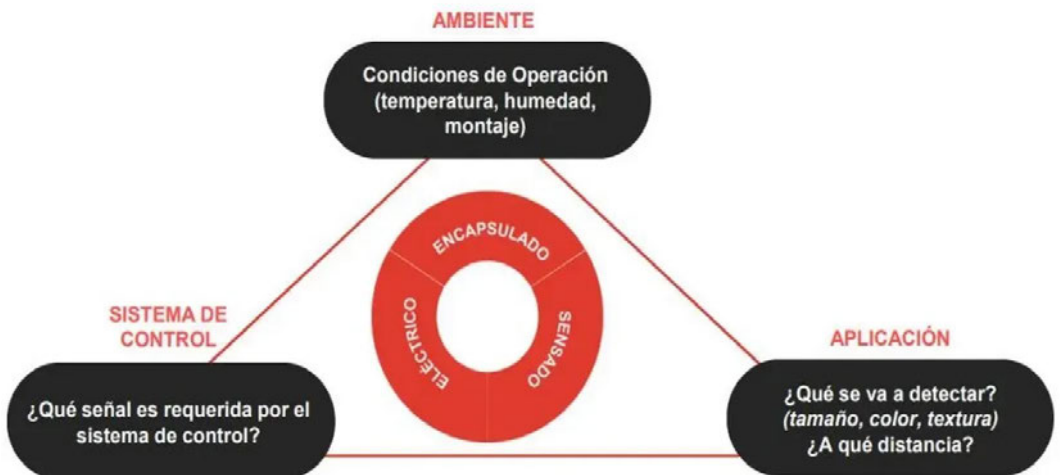 AMBIENTE
Condiciones de Operación
(temperatura, humedad,
montaje)
ENCAPSULADO
ELÉCTRICO
SENSADO
SISTEMA DE
CONTROL
¿Qué señal es requerida por el
sistema de control?
APLICACIÓN
¿Qué se va a detectar?
(tamaño, color, textura)
¿A qué distancia?